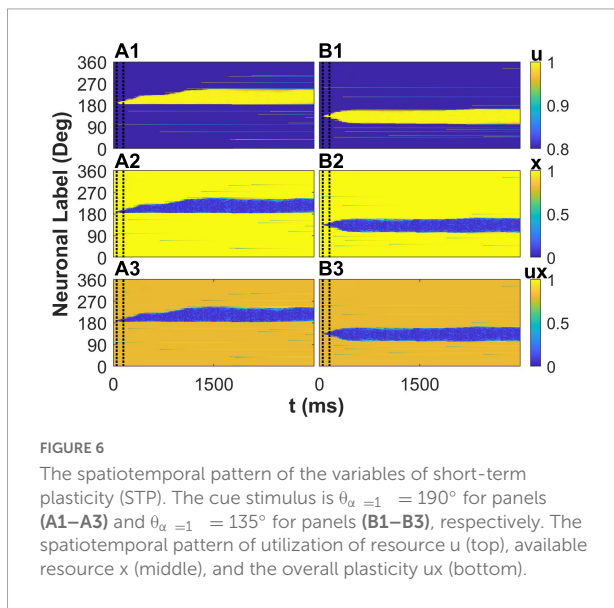 A1 B1 u
360
270
180
90
0
1
0.9
0.8
A2 B2 x
360
270
180
90
0
1
0.5
0
A3 B3 ux
360
270
180
90
0
1
0.5
0
Neuronal Label (Deg)
0 1500 0 1500
t (ms)
FIGURE 6
The spatiotemporal pattern of the variables of short-term
plasticity (STP). The cue stimulus is θα =1 = 190° for panels
(A1–A3) and θα =1 = 135° for panels (B1–B3), respectively. The
spatiotemporal pattern of utilization of resource u (top), available
resource x (middle), and the overall plasticity ux (bottom).